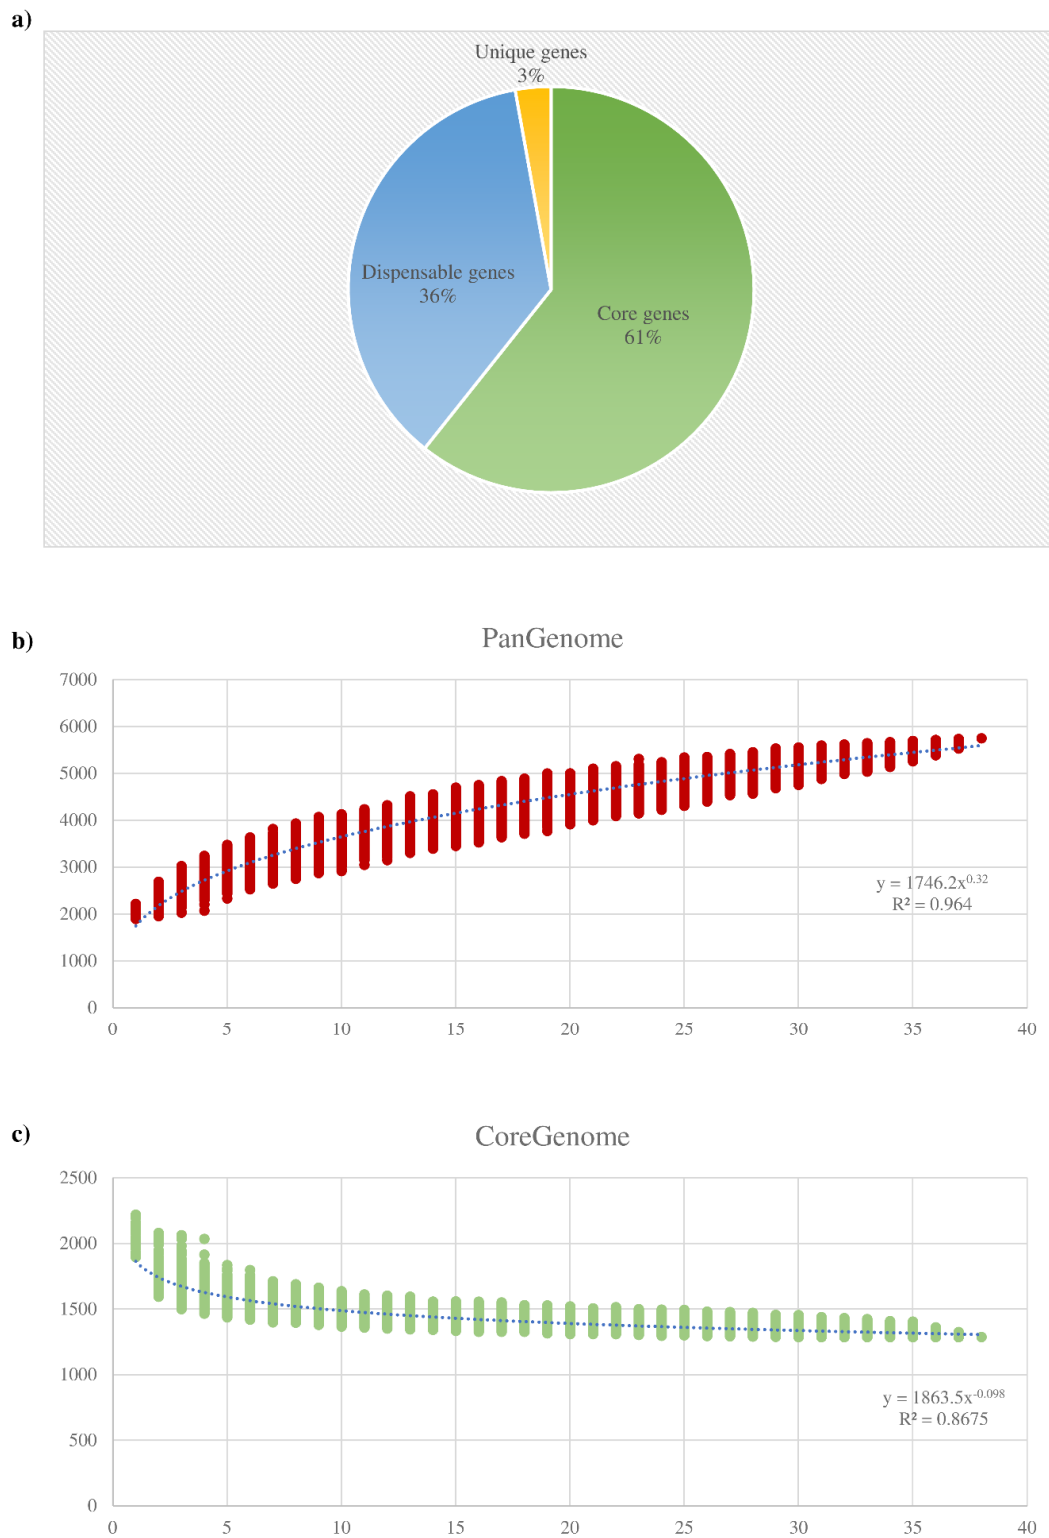 a)
Unique genes
3%
Dispensable genes
36%
Core genes
61%
b)
PanGenome
7000
6000
5000
4000
3000
2000
1000
0
y = 1746.2x^0.32
R² = 0.964
0 5 10 15 20 25 30 35 40
c)
CoreGenome
2500
2000
1500
1000
500
0
y = 1863.5x^-0.098
R² = 0.8675
0 5 10 15 20 25 30 35 40